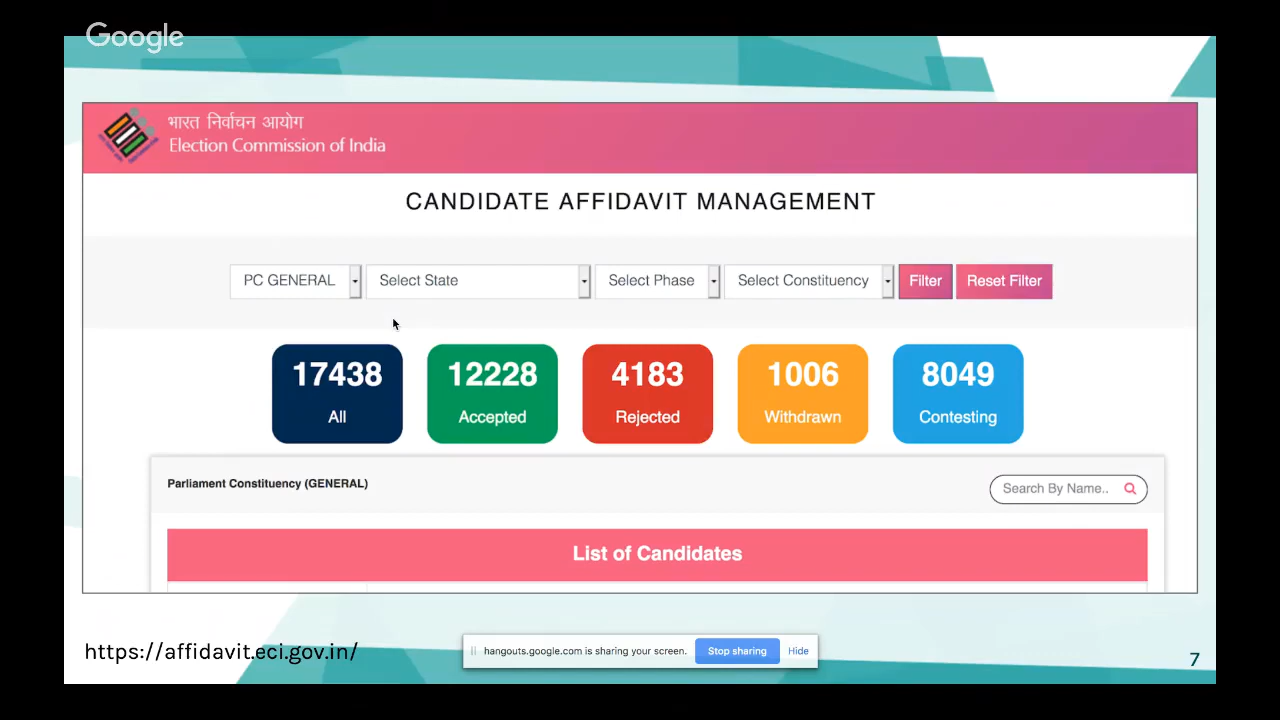 Google
भारत निर्वाचन आयोग
Election Commission of India
CANDIDATE AFFIDAVIT MANAGEMENT
PC GENERAL Select State Select Phase Select Constituency Filter Reset Filter
17438 12228 4183 1006 8049
All Accepted Rejected Withdrawn Contesting
Parliament Constituency (GENERAL) Search By Name..
List of Candidates
https://affidavit.eci.gov.in/ hangouts.google.com is sharing your screen. Stop sharing Hide 7